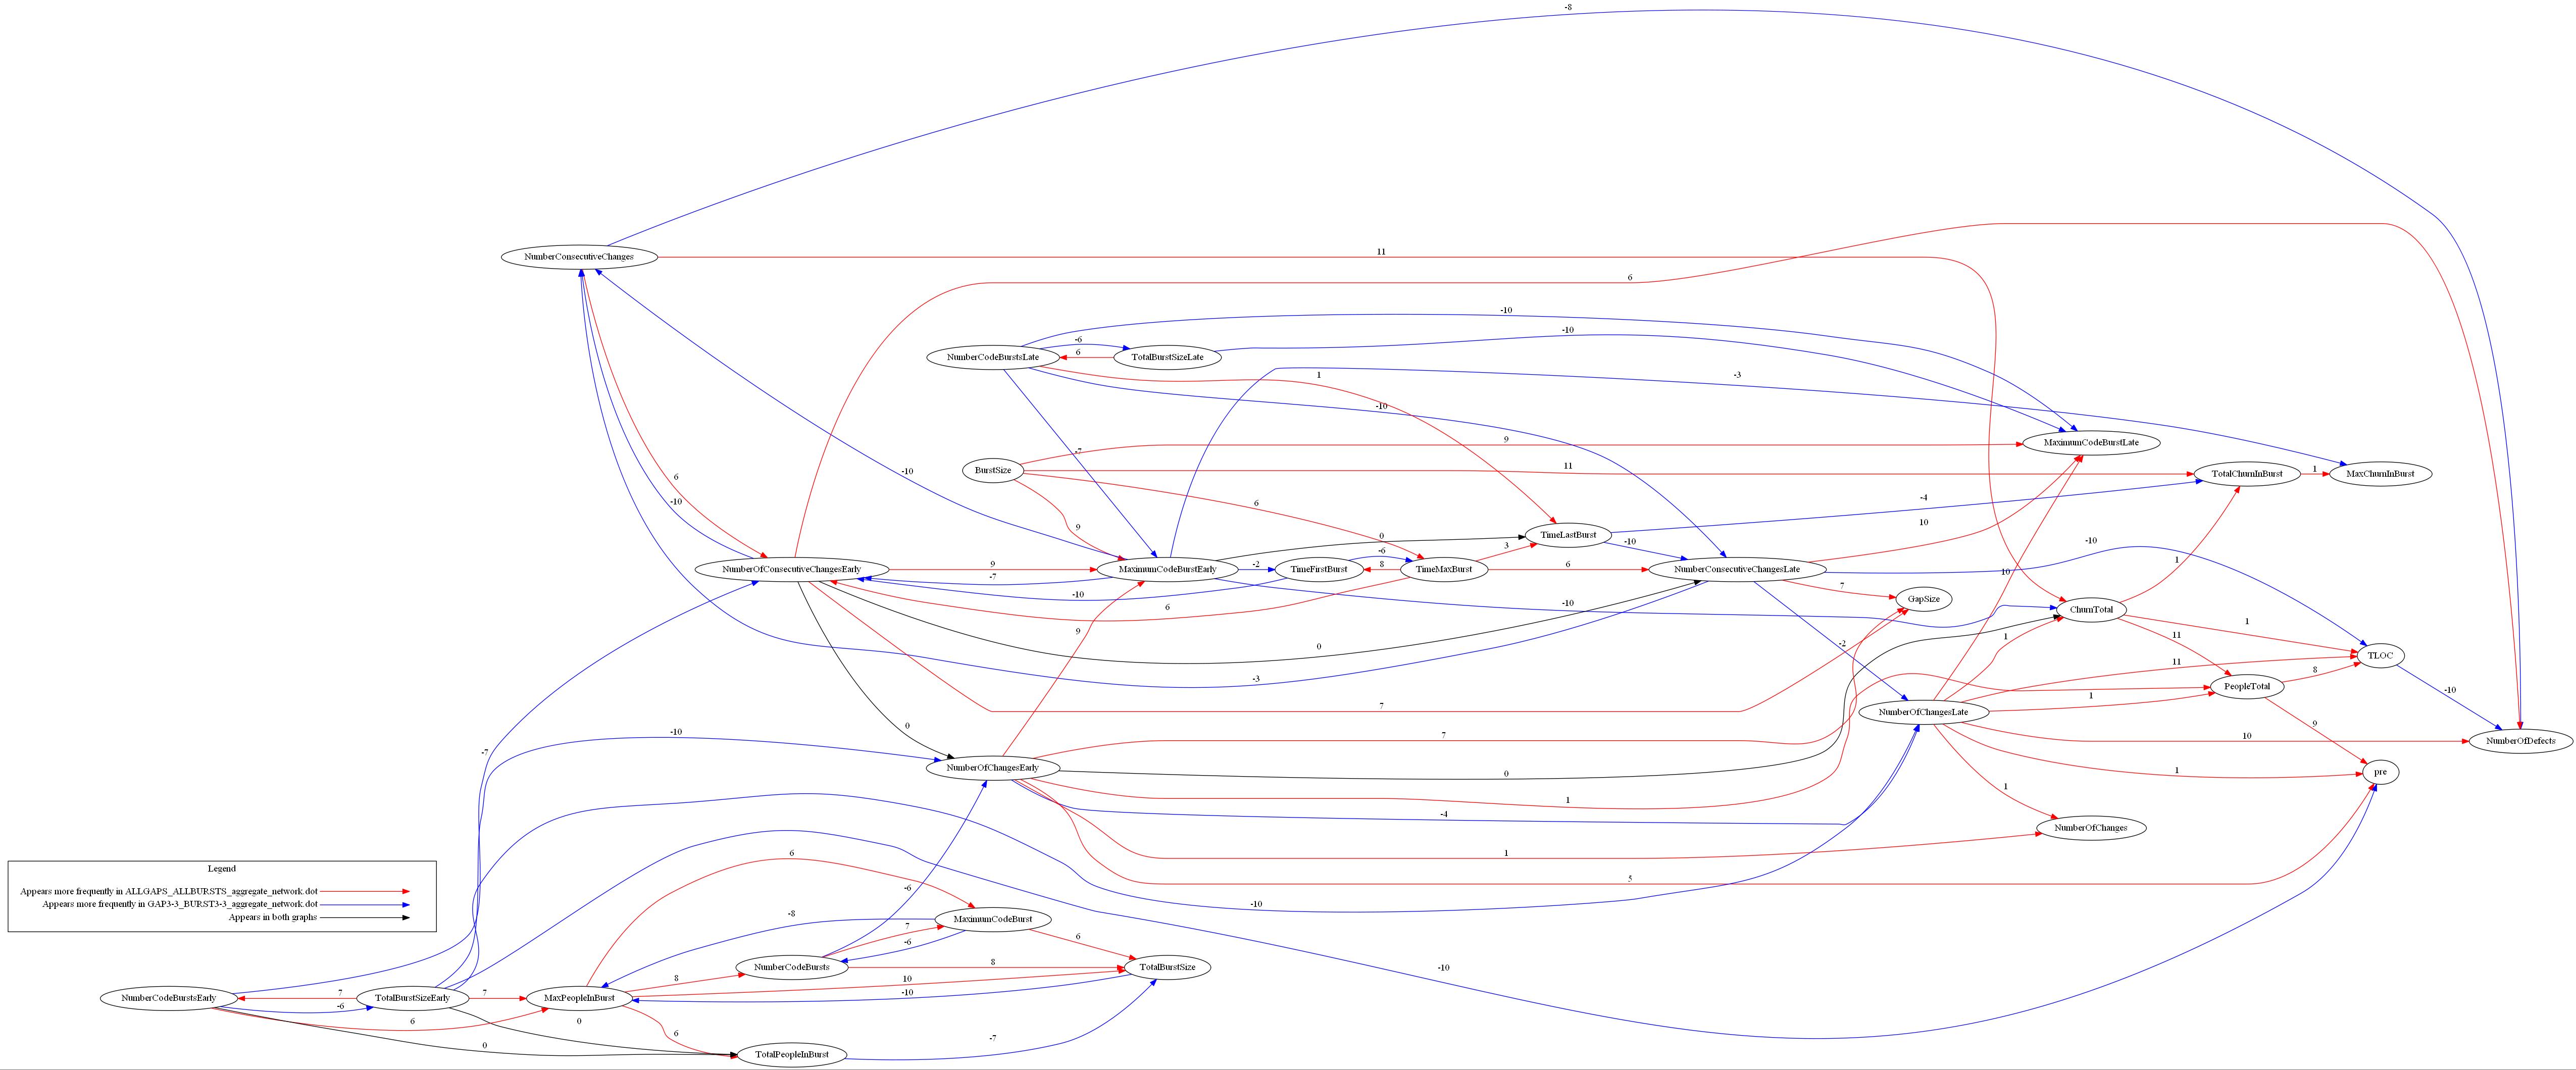 -8
NumberConsecutiveChanges
11
6
-10
NumberCodeBurstsLate
-6
6
TotalBurstSizeLate
-10
1
-3
-10
-7
9
MaximumCodeBurstLate
BurstSize
11
TotalChurnInBurst
1
MaxChurnInBurst
6
-10
-10
6
9
-4
0
TimeLastBurst
10
3
-10
-6
NumberOfConsecutiveChangesEarly
9
-7
MaximumCodeBurstEarly
-2
TimeFirstBurst
8
TimeMaxBurst
6
NumberConsecutiveChangesLate
10
-10
1
7
GapSize
-10
6
-10
ChurnTotal
9
0
-2
1
11
1
TLOC
-3
11
8
PeopleTotal
1
-10
7
NumberOfChangesLate
9
0
-10
7
10
NumberOfDefects
-7
NumberOfChangesEarly
0
1
pre
1
1
-4
NumberOfChanges
6
1
5
Legend
Appears more frequently in ALLGAPS_ALLBURSTS_aggregate_network.dot
Appears more frequently in GAP3-3_BURST3-3_aggregate_network.dot
Appears in both graphs
-6
-10
-8
MaximumCodeBurst
7
-6
6
NumberCodeBursts
8
TotalBurstSize
-10
8
10
-10
NumberCodeBurstsEarly
7
-6
TotalBurstSizeEarly
7
MaxPeopleInBurst
6
0
6
-7
0
TotalPeopleInBurst